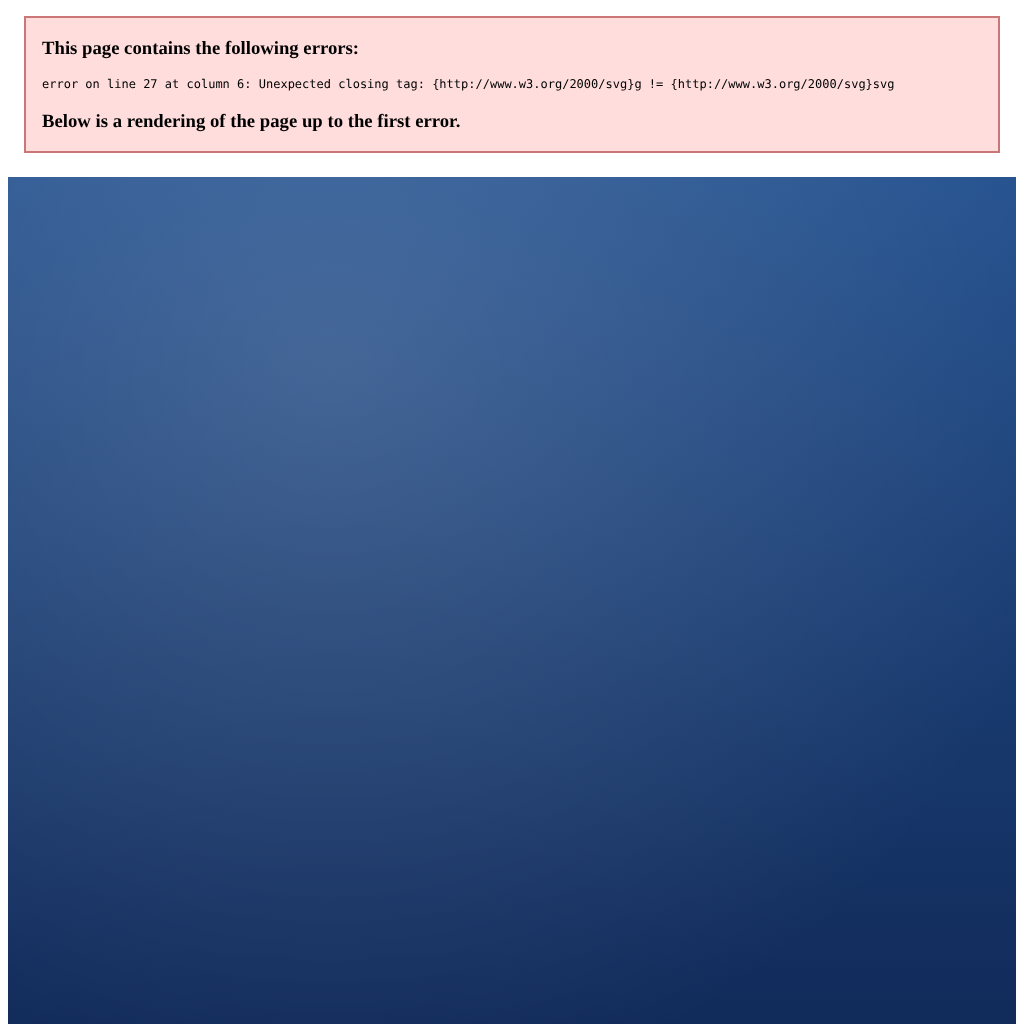 This page contains the following errors:
error on line 27 at column 6: Unexpected closing tag: {http://www.w3.org/2000/svg}g != {http://www.w3.org/2000/svg}svg
Below is a rendering of the page up to the first error.